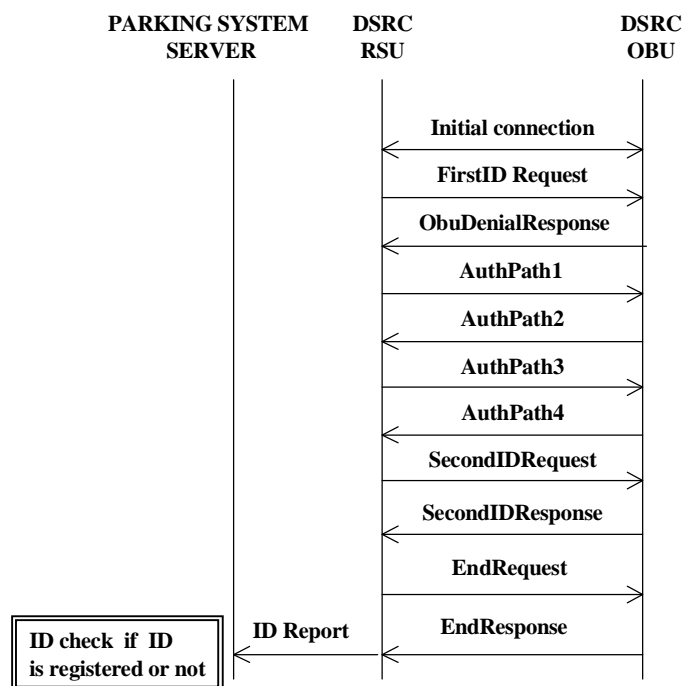 PARKING SYSTEM
SERVER
DSRC
RSU
DSRC
OBU
Initial connection
FirstID Request
ObuDenialResponse
AuthPath1
AuthPath2
AuthPath3
AuthPath4
SecondIDRequest
SecondIDResponse
EndRequest
EndResponse
ID Report
ID check if ID
is registered or not